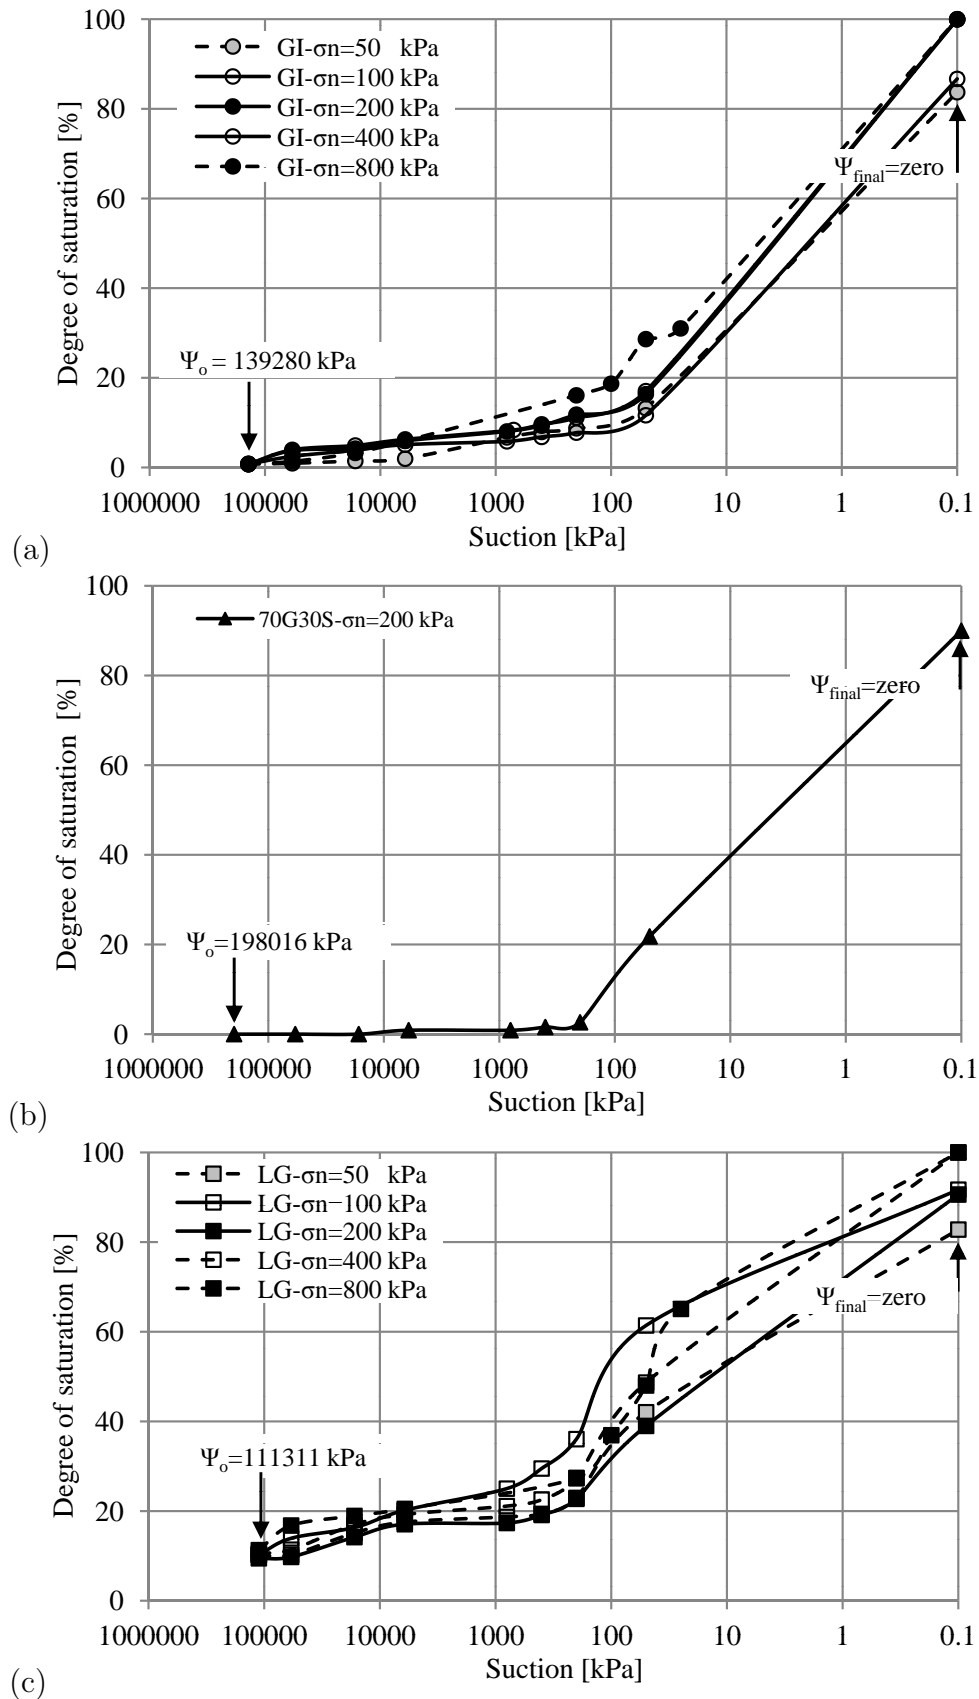 100
80
60
40
20
0
Degree of saturation [%]
GI-σn=50 kPa
GI-σn=100 kPa
GI-σn=200 kPa
GI-σn=400 kPa
GI-σn=800 kPa
Ψfinal=zero
Ψo = 139280 kPa
1000000 100000 10000 1000 100 10 1 0.1
Suction [kPa]
(a)
100
80
60
40
20
0
Degree of saturation [%]
70G30S-σn=200 kPa
Ψfinal=zero
Ψo=198016 kPa
1000000 100000 10000 1000 100 10 1 0.1
Suction [kPa]
(b)
100
80
60
40
20
0
Degree of saturation [%]
LG-σn=50 kPa
LG-σn=100 kPa
LG-σn=200 kPa
LG-σn=400 kPa
LG-σn=800 kPa
Ψfinal=zero
Ψo=111311 kPa
1000000 100000 10000 1000 100 10 1 0.1
Suction [kPa]
(c)